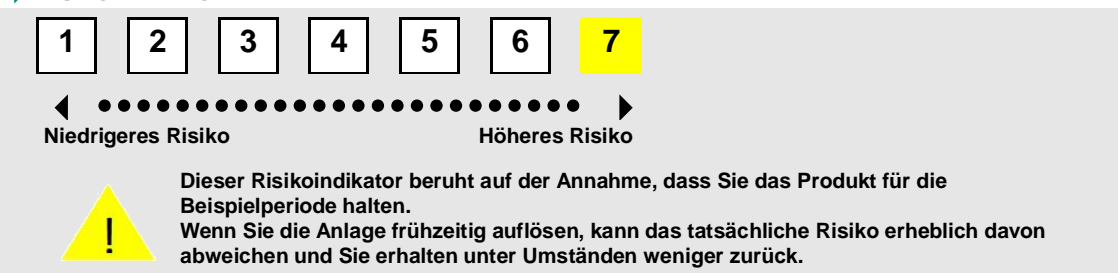 1 2 3 4 5 6 7
Niedrigeres Risiko Höheres Risiko
Dieser Risikoindikator beruht auf der Annahme, dass Sie das Produkt für die
Beispielperiode halten.
! Wenn Sie die Anlage frühzeitig auflösen, kann das tatsächliche Risiko erheblich davon
abweichen und Sie erhalten unter Umständen weniger zurück.